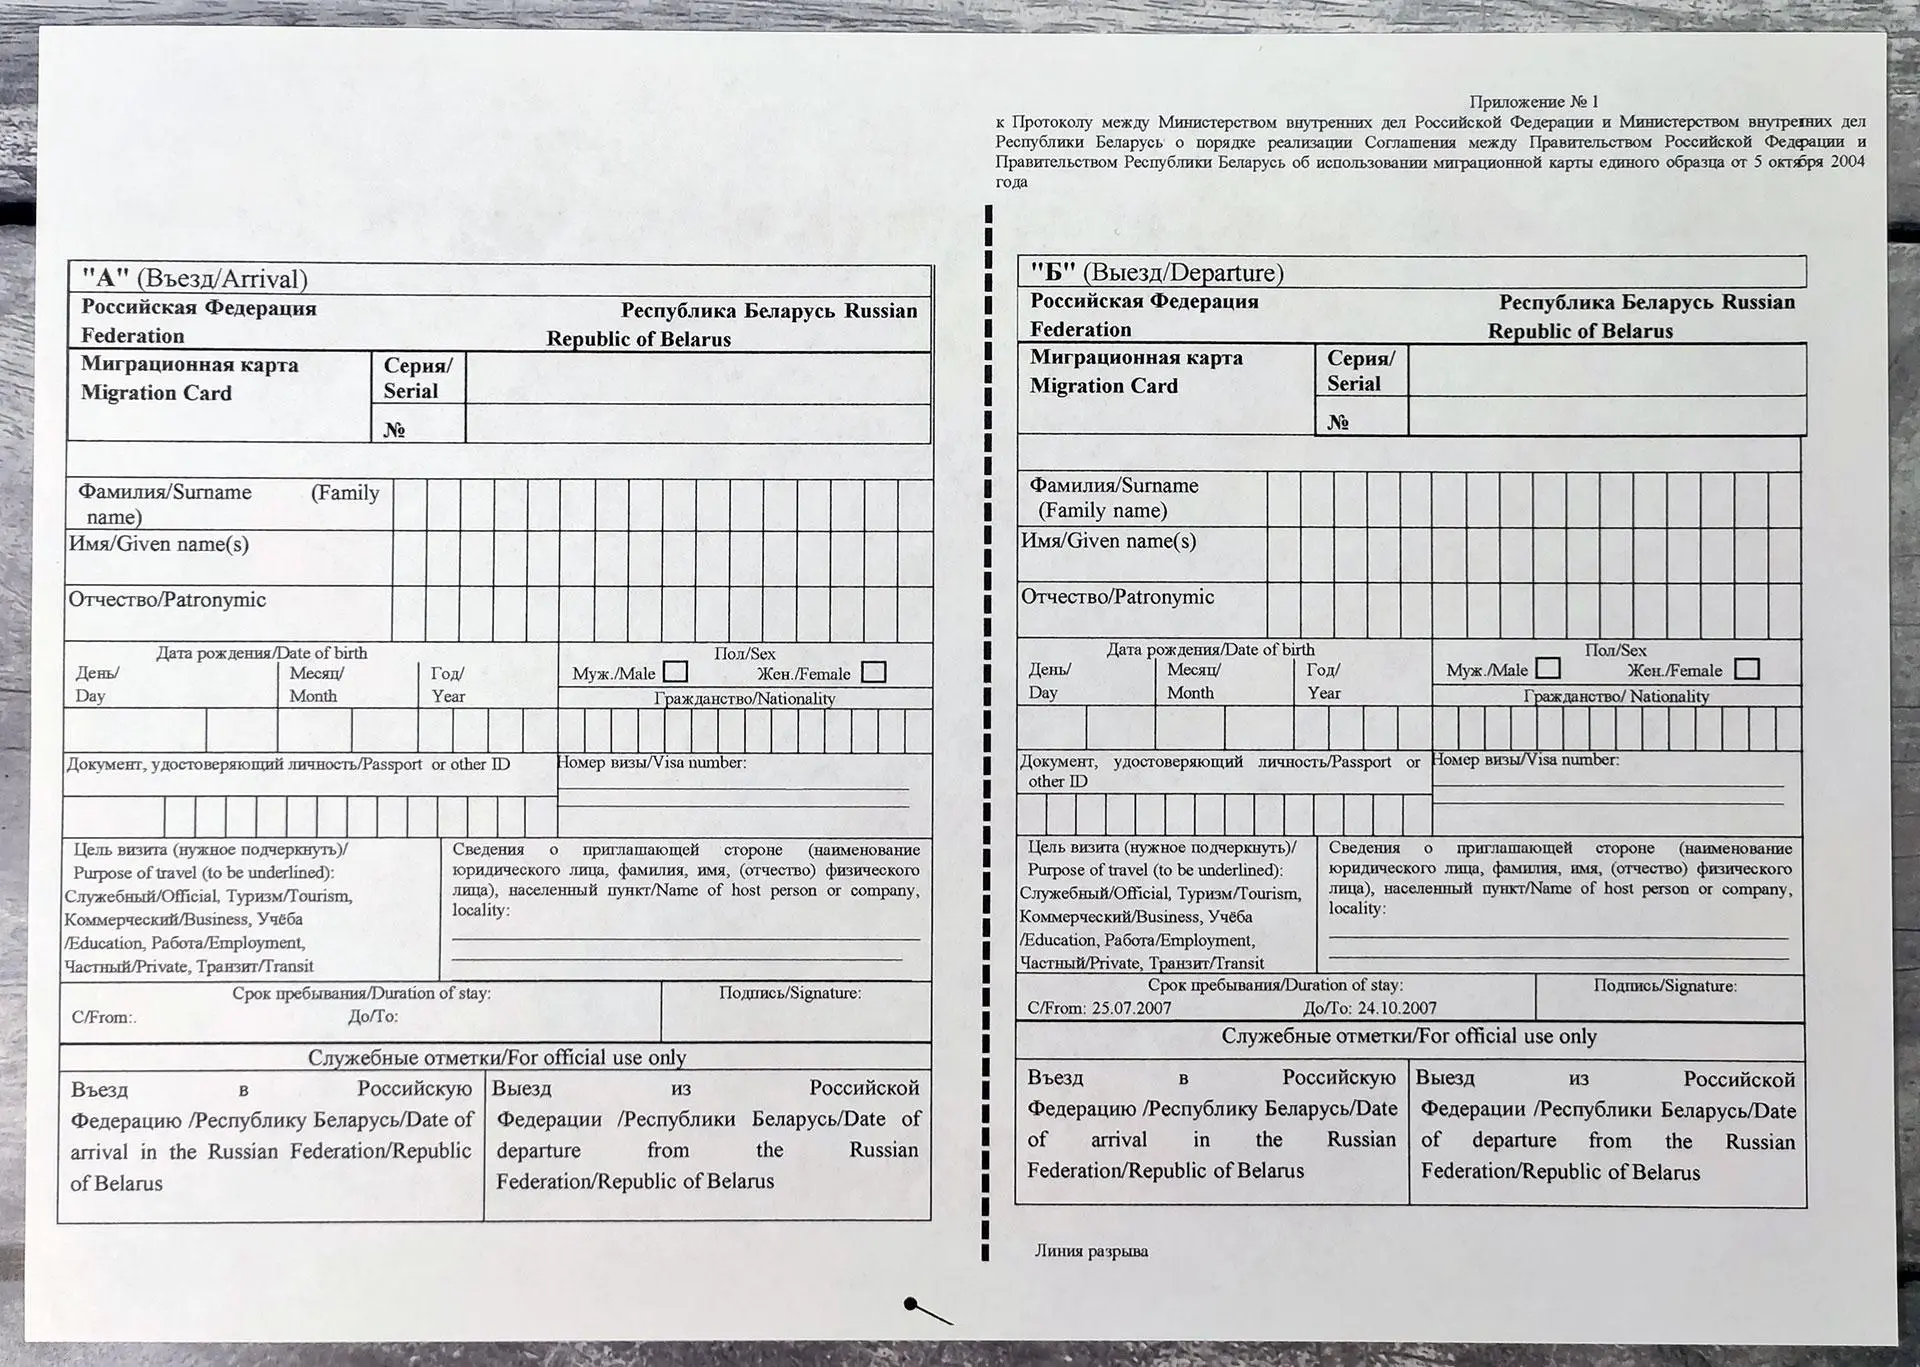 Приложение № 1
к Протоколу между Министерством внутренних дел Российской Федерации и Министерством внутренних дел
Республики Беларусь о порядке реализации Соглашения между Правительством Российской Федерации и
Правительством Республики Беларусь об использовании миграционной карты единого образца от 5 октября 2004
года
"А" (Въезд/Arrival)
Российская Федерация Республика Беларусь Russian
Federation Republic of Belarus
Миграционная карта
Migration Card
Серия/
Serial
№
Фамилия/Surname (Family
name)
Имя/Given name(s)
Отчество/Patronymic
Дата рождения/Date of birth
День/ Месяц/ Год/
Day Month Year
Пол/Sex
Муж./Male Жен./Female
Гражданство/Nationality
Документ, удостоверяющий личность/Passport or other ID
Номер визы/Visa number:
Цель визита (нужное подчеркнуть)/
Purpose of travel (to be underlined):
Служебный/Official, Туризм/Tourism,
Коммерческий/Business, Учёба
/Education, Работа/Employment,
Частный/Private, Транзит/Transit
Сведения о приглашающей стороне (наименование
юридического лица, фамилия, имя, (отчество) физического
лица), населенный пункт/Name of host person or company,
locality:
Срок пребывания/Duration of stay:
С/From:. До/To:
Подпись/Signature:
Служебные отметки/For official use only
Въезд в Российскую
Федерацию /Республику Беларусь/Date of
arrival in the Russian Federation/Republic
of Belarus
Выезд из Российской
Федерации /Республики Беларусь/Date of
departure from the Russian
Federation/Republic of Belarus
"Б" (Выезд/Departure)
Российская Федерация Республика Беларусь Russian
Federation Republic of Belarus
Миграционная карта
Migration Card
Серия/
Serial
№
Фамилия/Surname
(Family name)
Имя/Given name(s)
Отчество/Patronymic
Дата рождения/Date of birth
День/ Месяц/ Год/
Day Month Year
Пол/Sex
Муж./Male Жен./Female
Гражданство/ Nationality
Документ, удостоверяющий личность/Passport or
other ID
Номер визы/Visa number:
Цель визита (нужное подчеркнуть)/
Purpose of travel (to be underlined):
Служебный/Official, Туризм/Tourism,
Коммерческий/Business, Учёба
/Education, Работа/Employment,
Частный/Private, Транзит/Transit
Сведения о приглашающей стороне (наименование
юридического лица, фамилия, имя, (отчество) физического
лица), населенный пункт/Name of host person or company,
locality:
Срок пребывания/Duration of stay:
С/From: 25.07.2007 До/To: 24.10.2007
Подпись/Signature:
Служебные отметки/For official use only
Въезд в Российскую
Федерацию /Республику Беларусь/Date
of arrival in the Russian
Federation/Republic of Belarus
Выезд из Российской
Федерации /Республики Беларусь/Date
of departure from the Russian
Federation/Republic of Belarus
Линия разрыва